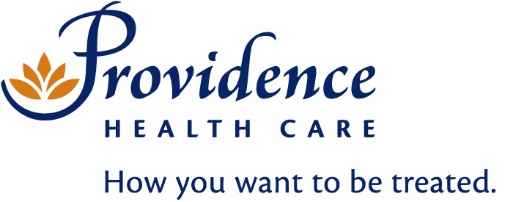 Providence
HEALTH CARE
How you want to be treated.